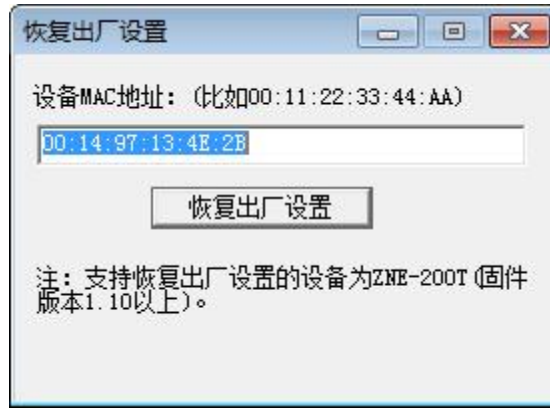 恢复出厂设置
设备MAC地址：(比如00:11:22:33:44:AA)
00:14:97:13:4E:2B
恢复出厂设置
注：支持恢复出厂设置的设备为ZNE-200T(固件
版本1.10以上)。